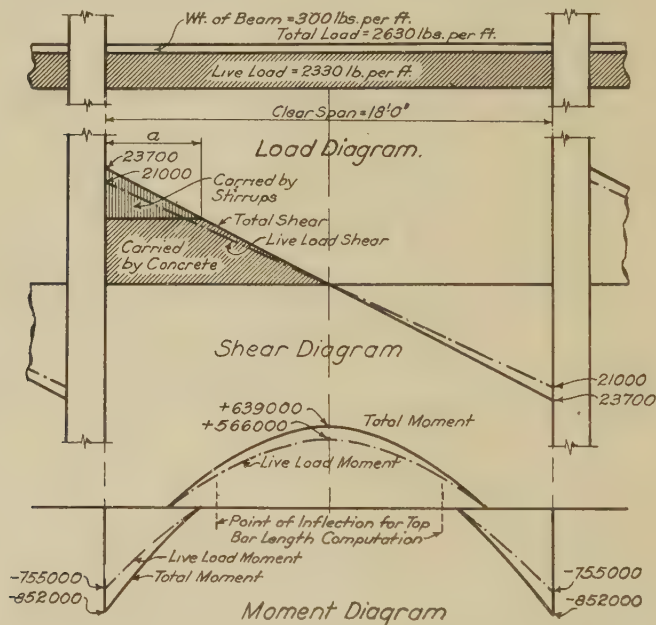 Wt. of Beam = 300 lbs. per ft.
Total Load = 2630 lbs. per ft.
Live Load = 2330 lb. per ft.
Clear Span = 18'0"
a
Load Diagram.
23700
21000
Carried by
Stirrups
Total Shear
Live Load Shear
Carried
by Concrete
Shear Diagram
21000
23700
+639000
+566000
Total Moment
Live Load Moment
Point of Inflection for Top
Bar Length Computation
Live Load Moment
Total Moment
-755000
-852000
-755000
-852000
Moment Diagram